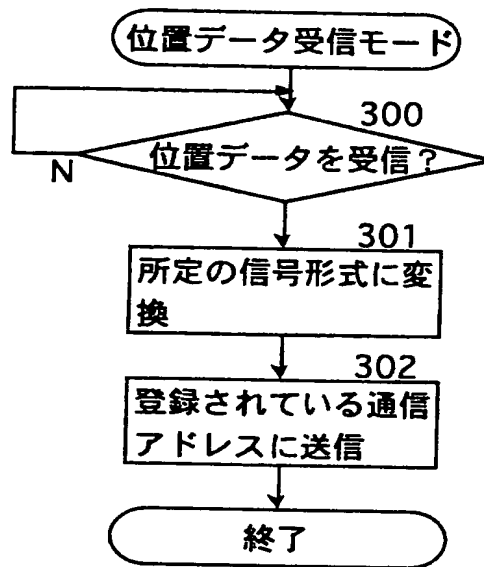 位置データ受信モード
300
位置データを受信？
N
301
所定の信号形式に変
換
302
登録されている通信
アドレスに送信
終了